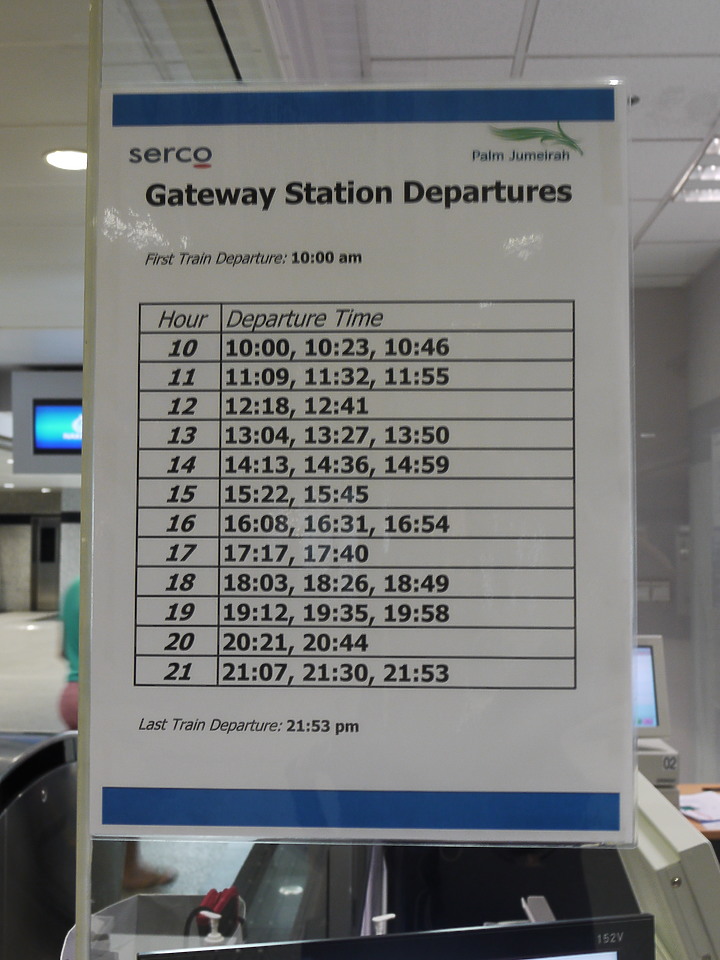 serco
Palm Jumeirah
Gateway Station Departures
First Train Departure: 10:00 am
Hour Departure Time
10 10:00, 10:23, 10:46
11 11:09, 11:32, 11:55
12 12:18, 12:41
13 13:04, 13:27, 13:50
14 14:13, 14:36, 14:59
15 15:22, 15:45
16 16:08, 16:31, 16:54
17 17:17, 17:40
18 18:03, 18:26, 18:49
19 19:12, 19:35, 19:58
20 20:21, 20:44
21 21:07, 21:30, 21:53
Last Train Departure: 21:53 pm
02
152V